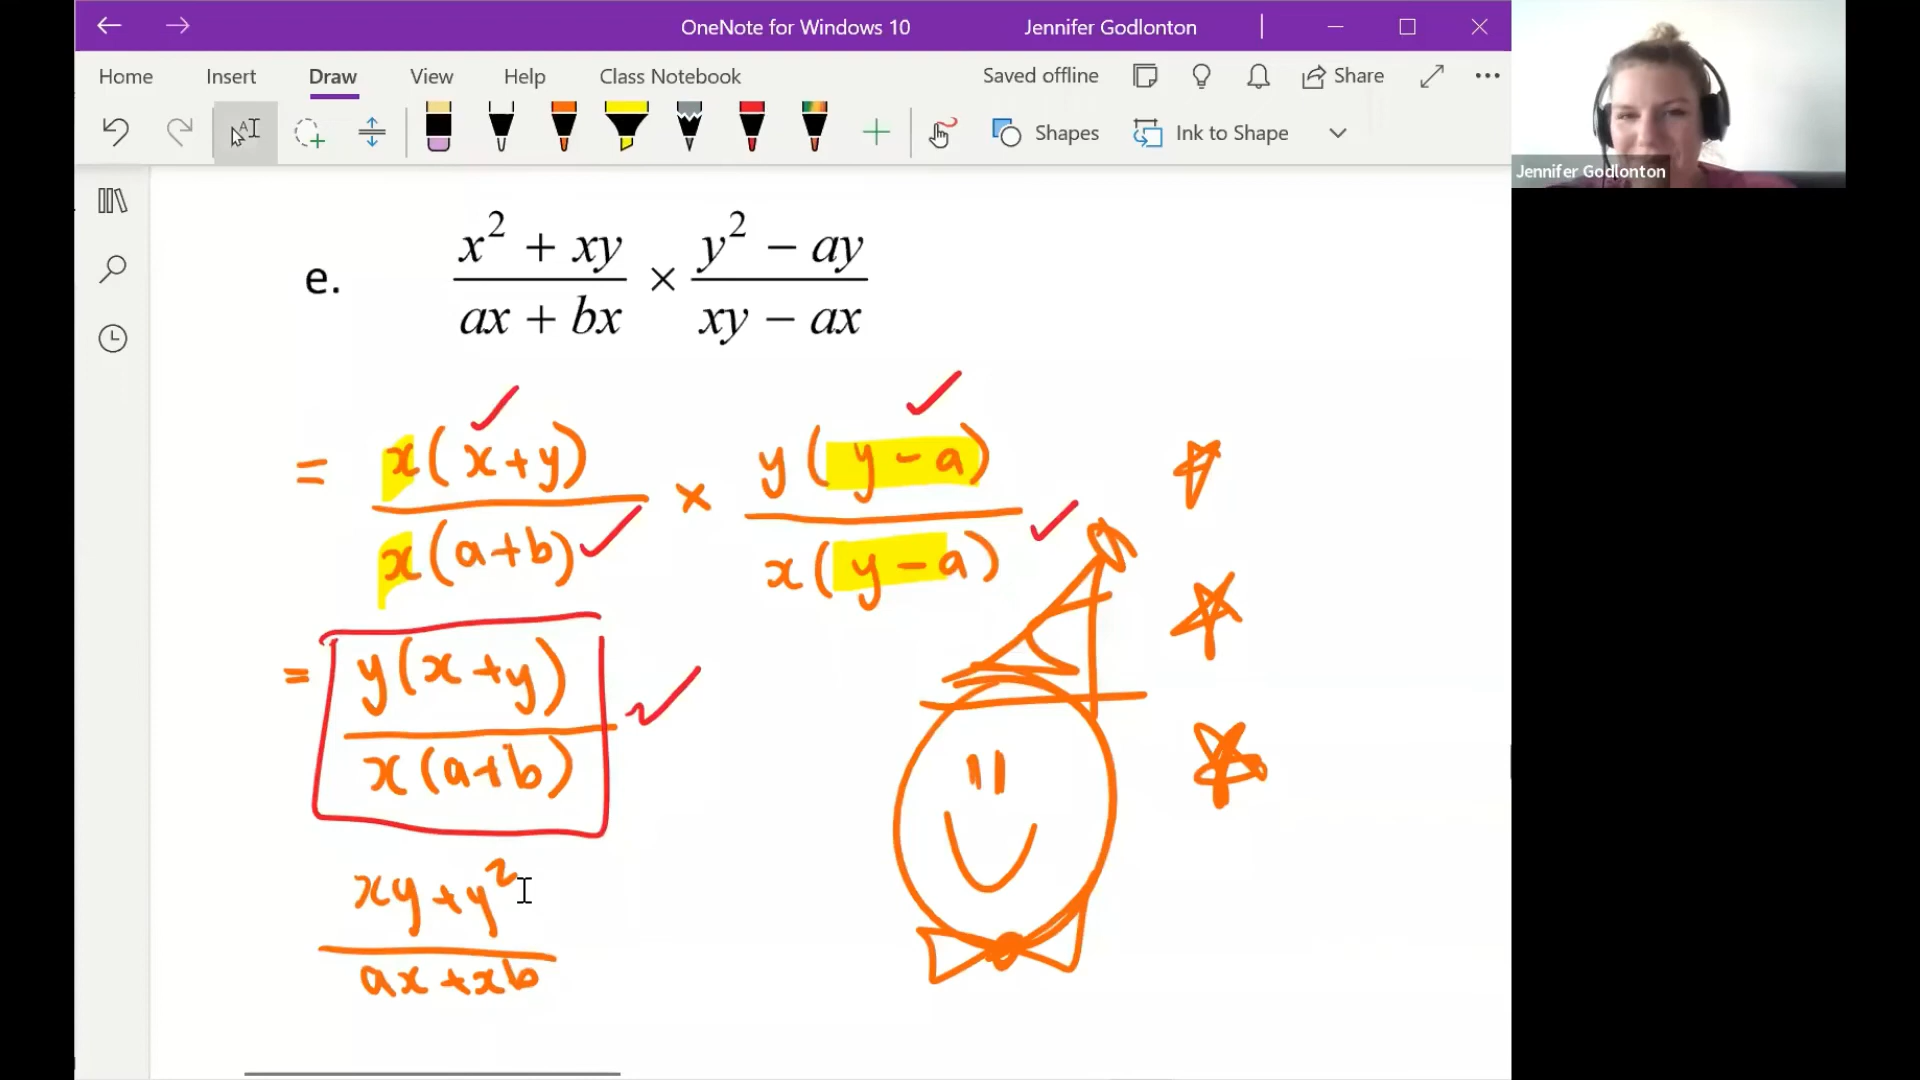 OneNote for Windows 10 Jennifer Godlonton
Home Insert Draw View Help Class Notebook Saved offline Share
Shapes Ink to Shape
Jennifer Godlonton
e. (x² + xy)/(ax + bx) × (y² − ay)/(xy − ax)
= x(x+y)/x(a+b) × y(y−a)/x(y−a)
= y(x+y)/x(a+b)
xy+y²
ax+xb